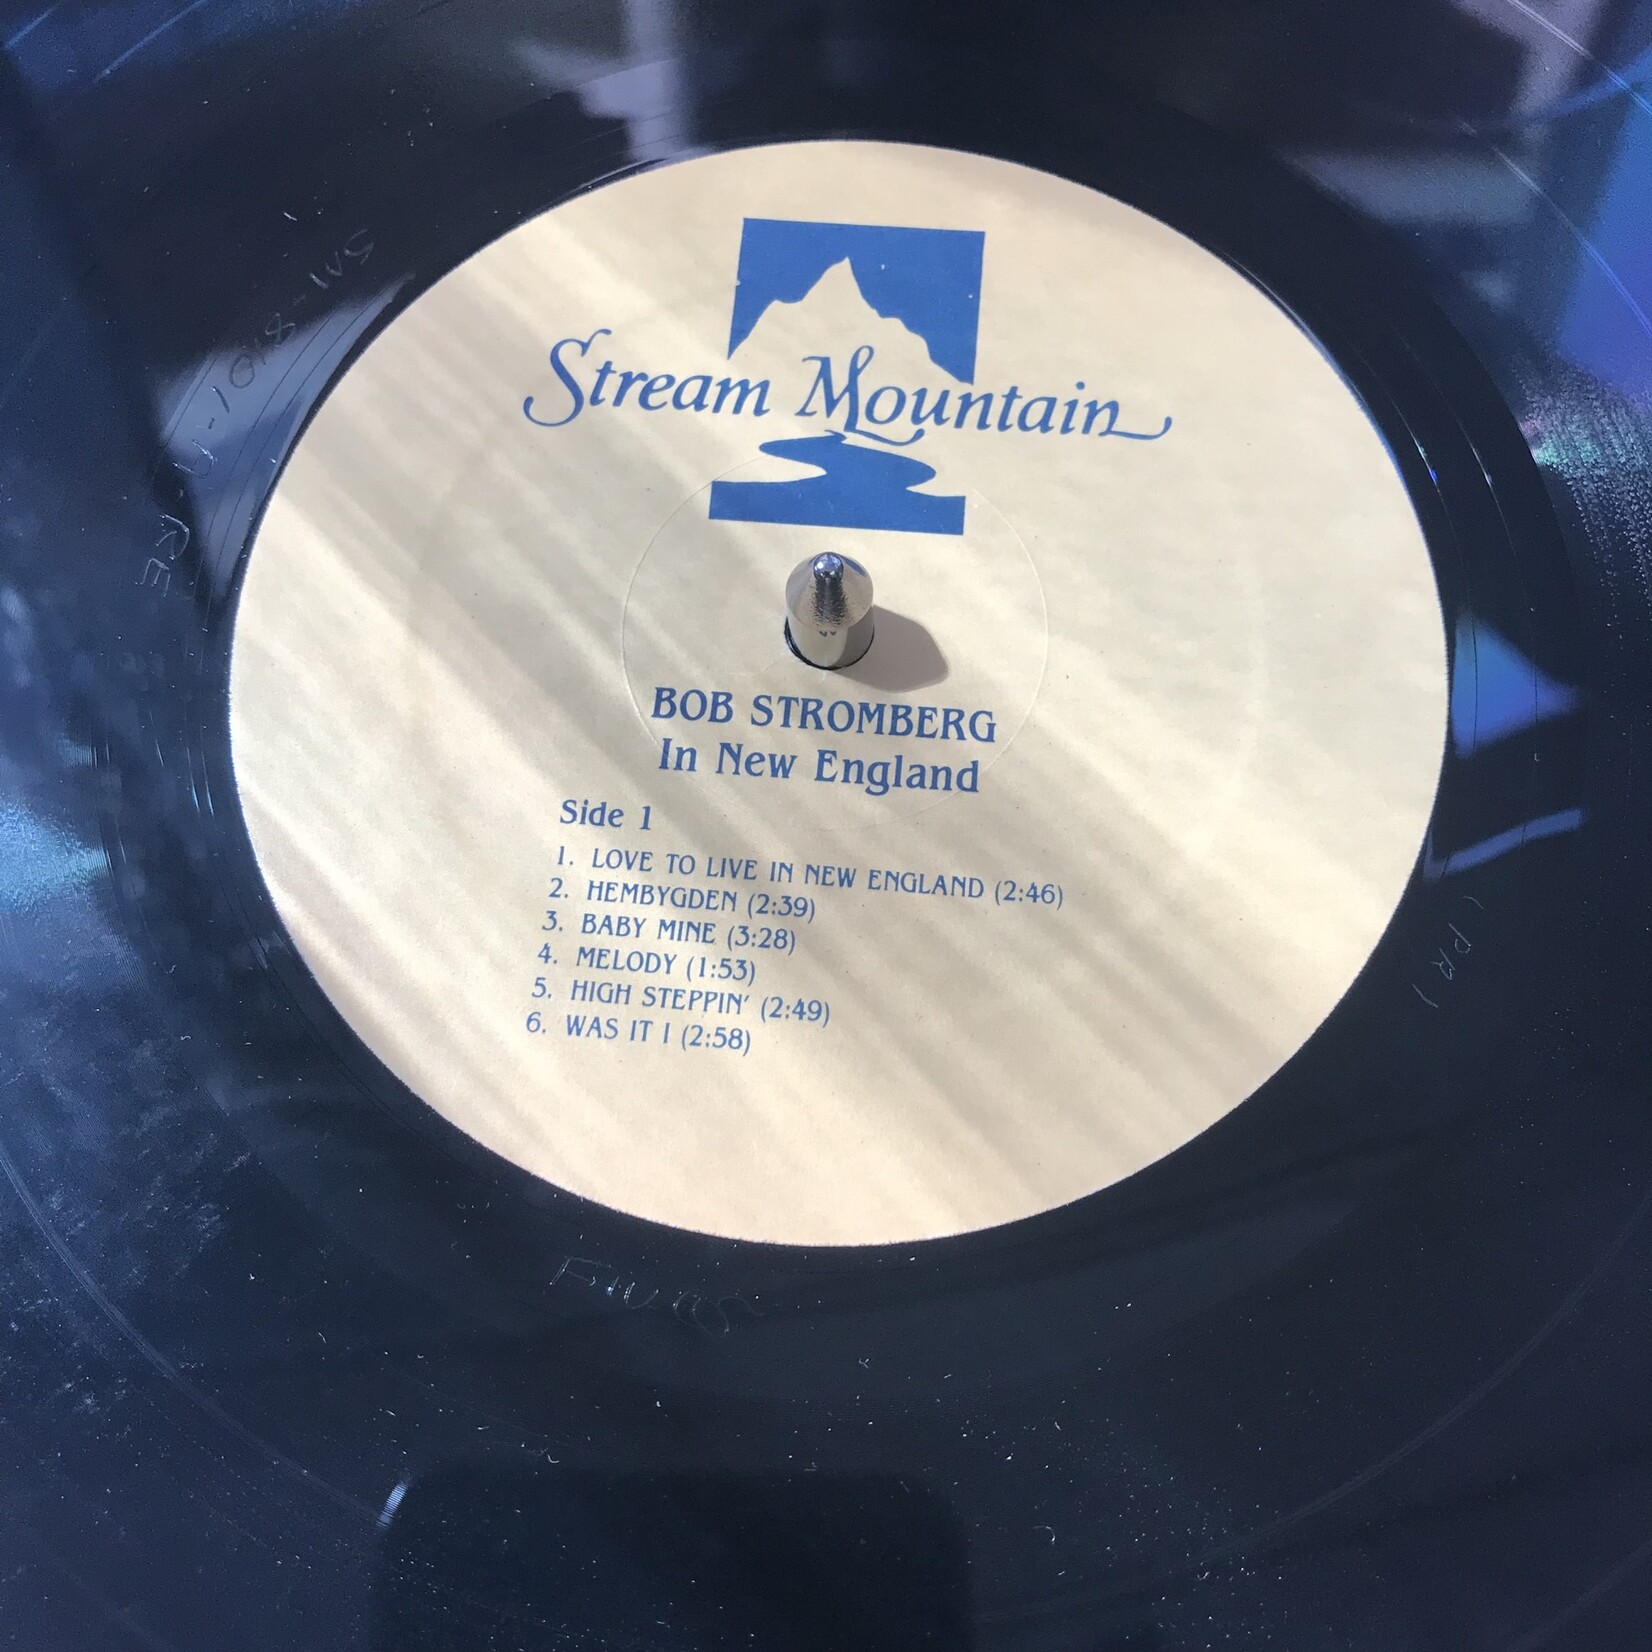 Stream Mountain
BOB STROMBERG
In New England
Side 1
1. LOVE TO LIVE IN NEW ENGLAND (2:46)
2. HEMBYGDEN (2:39)
3. BABY MINE (3:28)
4. MELODY (1:53)
5. HIGH STEPPIN' (2:49)
6. WAS IT I (2:58)